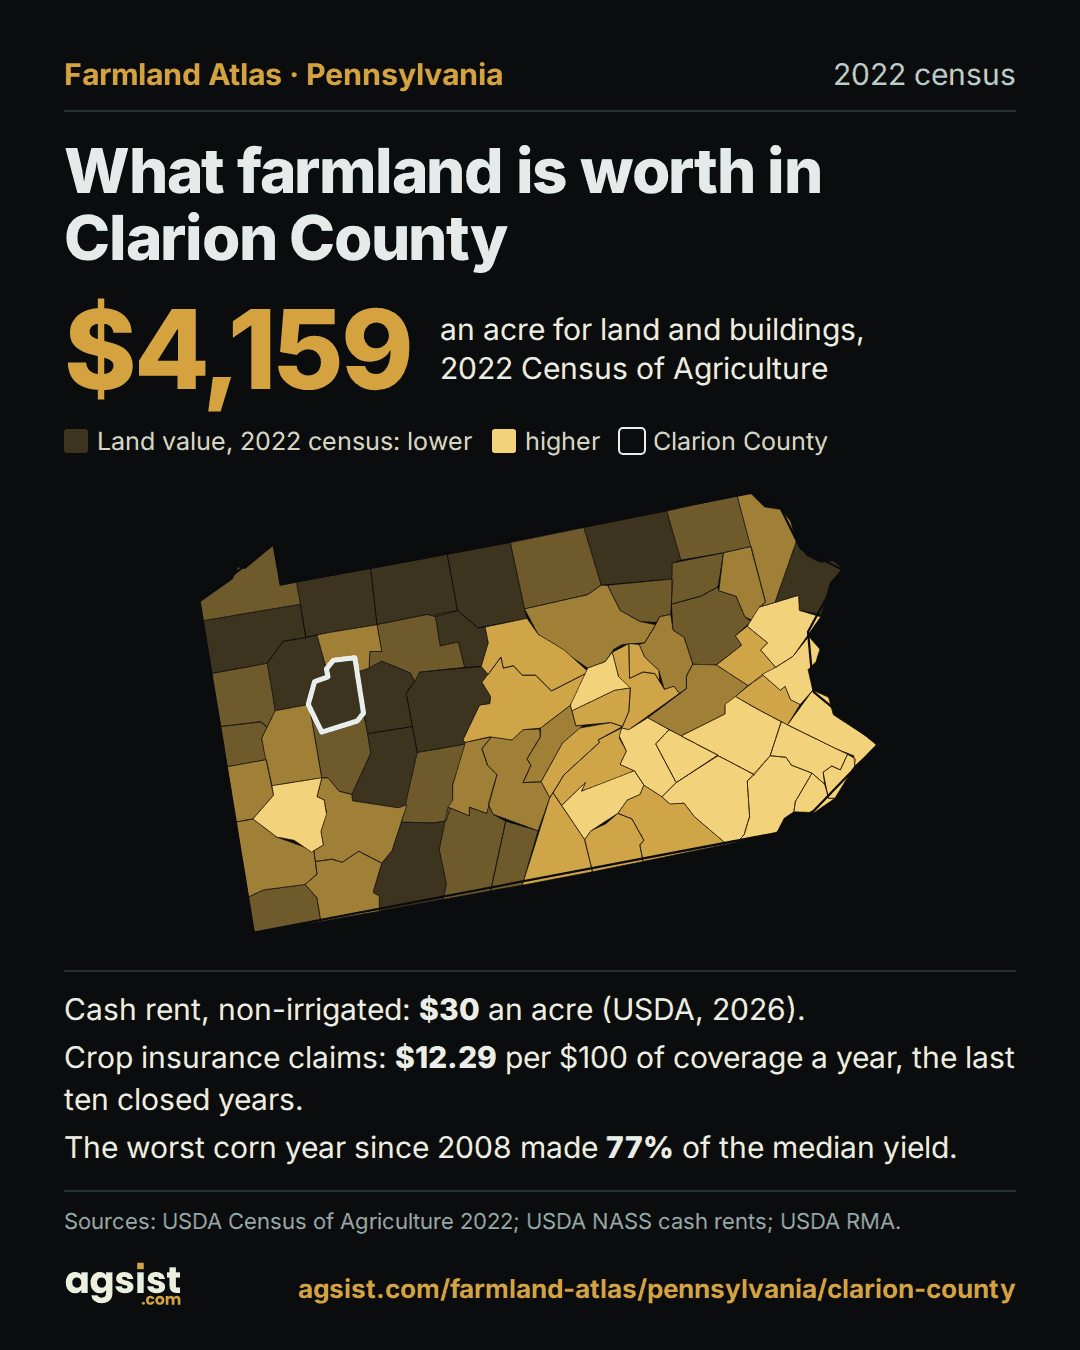 Farmland Atlas · Pennsylvania
2022 census
What farmland is worth in
Clarion County
$4,159
an acre for land and buildings,
2022 Census of Agriculture
Land value, 2022 census: lower
higher
Clarion County
Cash rent, non-irrigated: $30 an acre (USDA, 2026).
Crop insurance claims: $12.29 per $100 of coverage a year, the last
ten closed years.
The worst corn year since 2008 made 77% of the median yield.
Sources: USDA Census of Agriculture 2022; USDA NASS cash rents; USDA RMA.
agsist
.com
agsist.com/farmland-atlas/pennsylvania/clarion-county